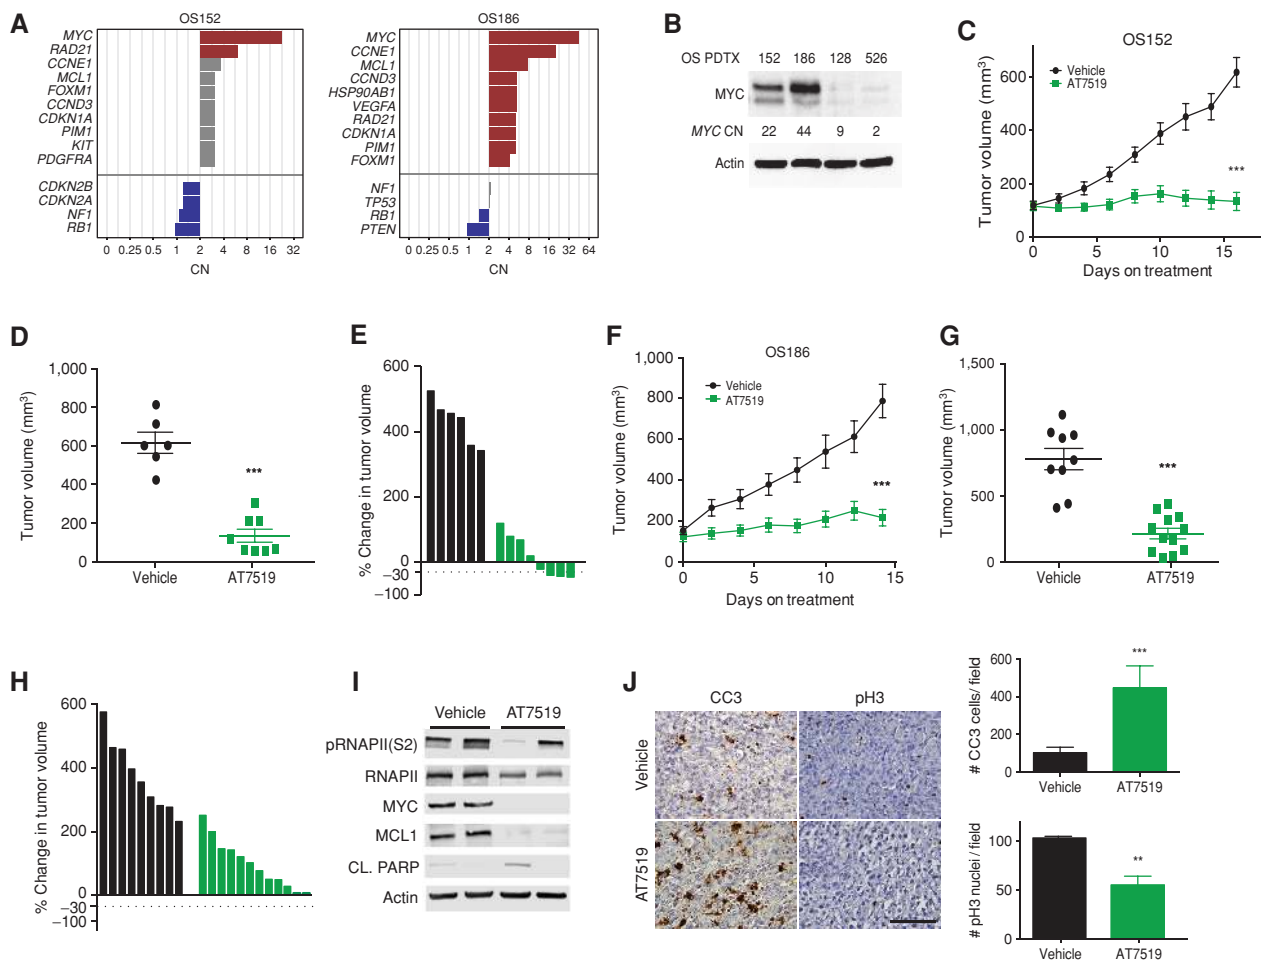 A
OS152
MYC
RAD21
CCNE1
MCL1
FOXM1
CCND3
CDKN1A
PIM1
KIT
PDGFRA
CDKN2B
CDKN2A
NF1
RB1
0 0.25 0.5 1 2 4 8 16 32
CN
OS186
MYC
CCNE1
MCL1
CCND3
HSP90AB1
VEGFA
RAD21
CDKN1A
PIM1
FOXM1
NF1
TP53
RB1
PTEN
0 0.25 0.5 1 2 4 8 16 32 64
CN
B
OS PDTX 152 186 128 526
MYC
MYC CN 22 44 9 2
Actin
C
OS152
Vehicle
AT7519
Tumor volume (mm³)
600
400
200
0
***
0 5 10 15
Days on treatment
D
Tumor volume (mm³)
1,000
800
600
400
200
0
***
Vehicle AT7519
E
% Change in tumor volume
600
400
200
0
−30
−100
F
OS186
Vehicle
AT7519
Tumor volume (mm³)
1,000
800
600
400
200
0
***
0 5 10 15
Days on treatment
G
Tumor volume (mm³)
1,500
1,000
500
0
***
Vehicle AT7519
H
% Change in tumor volume
600
400
200
0
−30
−100
I
Vehicle AT7519
pRNAPII(S2)
RNAPII
MYC
MCL1
CL. PARP
Actin
J
CC3 pH3
Vehicle
AT7519
# CC3 cells/ field
600
400
200
0
***
Vehicle AT7519
# pH3 nuclei / field
100
50
0
**
Vehicle AT7519